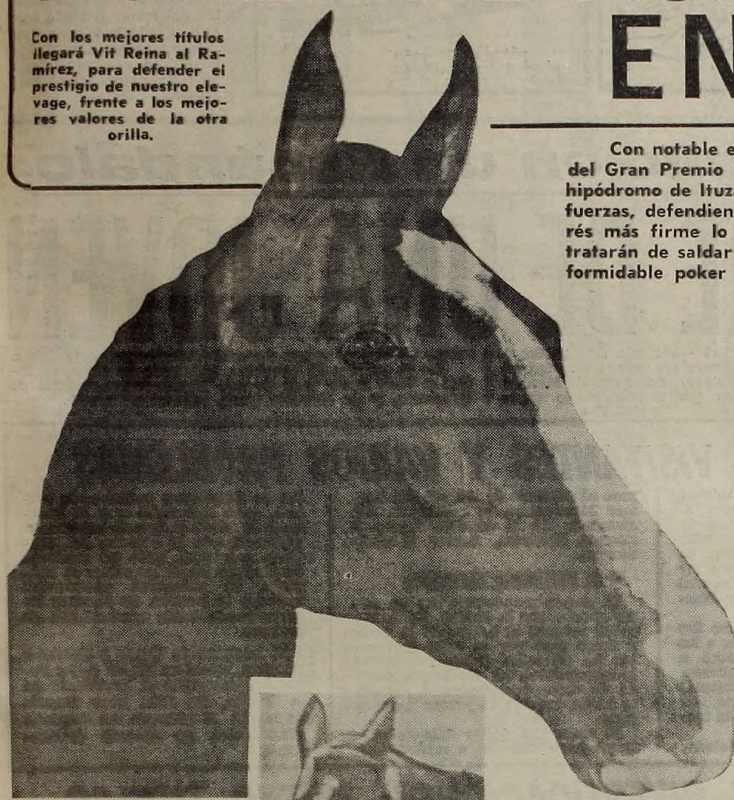 Con los mejores títulos
llegará Vit Reina al Ra-
mírez, para defender el
prestigio de nuestro ele-
vage, frente a los mejo-
res valores de la otra
orilla.
EN
Con notable e
del Gran Premio
hipódromo de Ituz
fuerzas, defendien
rés más firme lo
tratarán de saldar
formidable poker